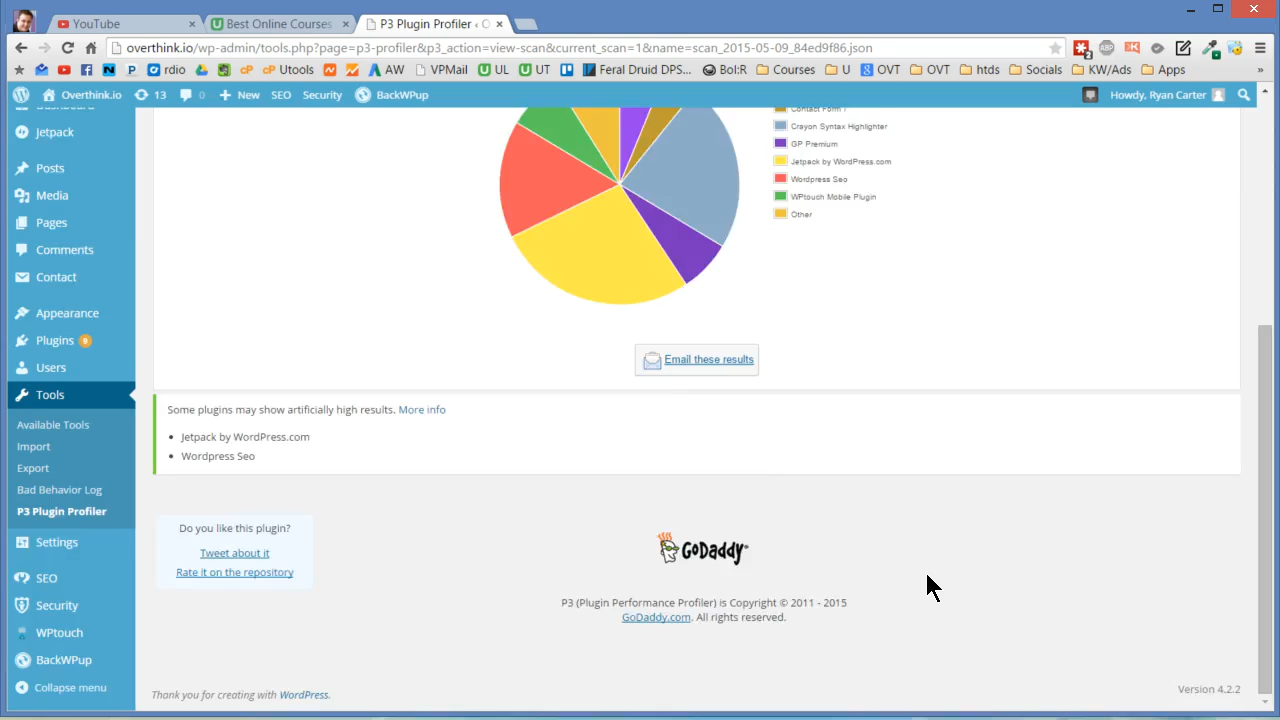 YouTube
Best Online Courses
P3 Plugin Profiler ‹ O
overthink.io/wp-admin/tools.php?page=p3-profiler&p3_action=view-scan&current_scan=1&name=scan_2015-05-09_84ed9f86.json
rdio cP cP Utools AW VPMail UL UT Feral Druid DPS... Bol:R Courses U OVT OVT htds Socials KW/Ads Apps »
Overthink.io 13 0 New SEO Security BackWPup Howdy, Ryan Carter
Dashboard
Jetpack
Posts
Media
Pages
Comments
Contact
Appearance
Plugins 8
Users
Tools
Available Tools
Import
Export
Bad Behavior Log
P3 Plugin Profiler
Settings
SEO
Security
WPtouch
BackWPup
Collapse menu
Contact Form 7
Crayon Syntax Highlighter
GP Premium
Jetpack by WordPress.com
Wordpress Seo
WPtouch Mobile Plugin
Other
Email these results
Some plugins may show artificially high results. More info
Jetpack by WordPress.com
Wordpress Seo
Do you like this plugin?
Tweet about it
Rate it on the repository
GoDaddy
P3 (Plugin Performance Profiler) is Copyright © 2011 - 2015
GoDaddy.com. All rights reserved.
Thank you for creating with WordPress.
Version 4.2.2